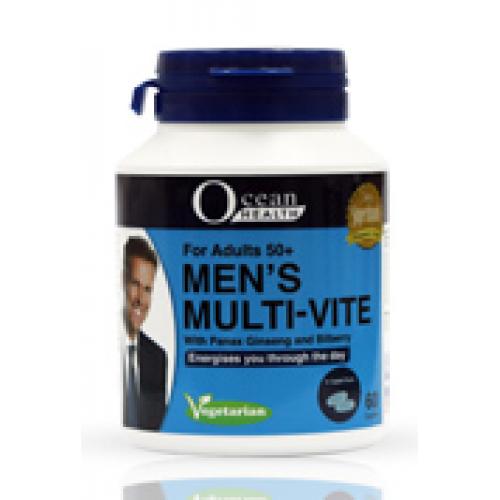 Ocean
HEALTH
For Adults 50+
MEN'S
MULTI-VITE
With Panax Ginseng and Bilberry
Energises you through the day
Vegetarian
60